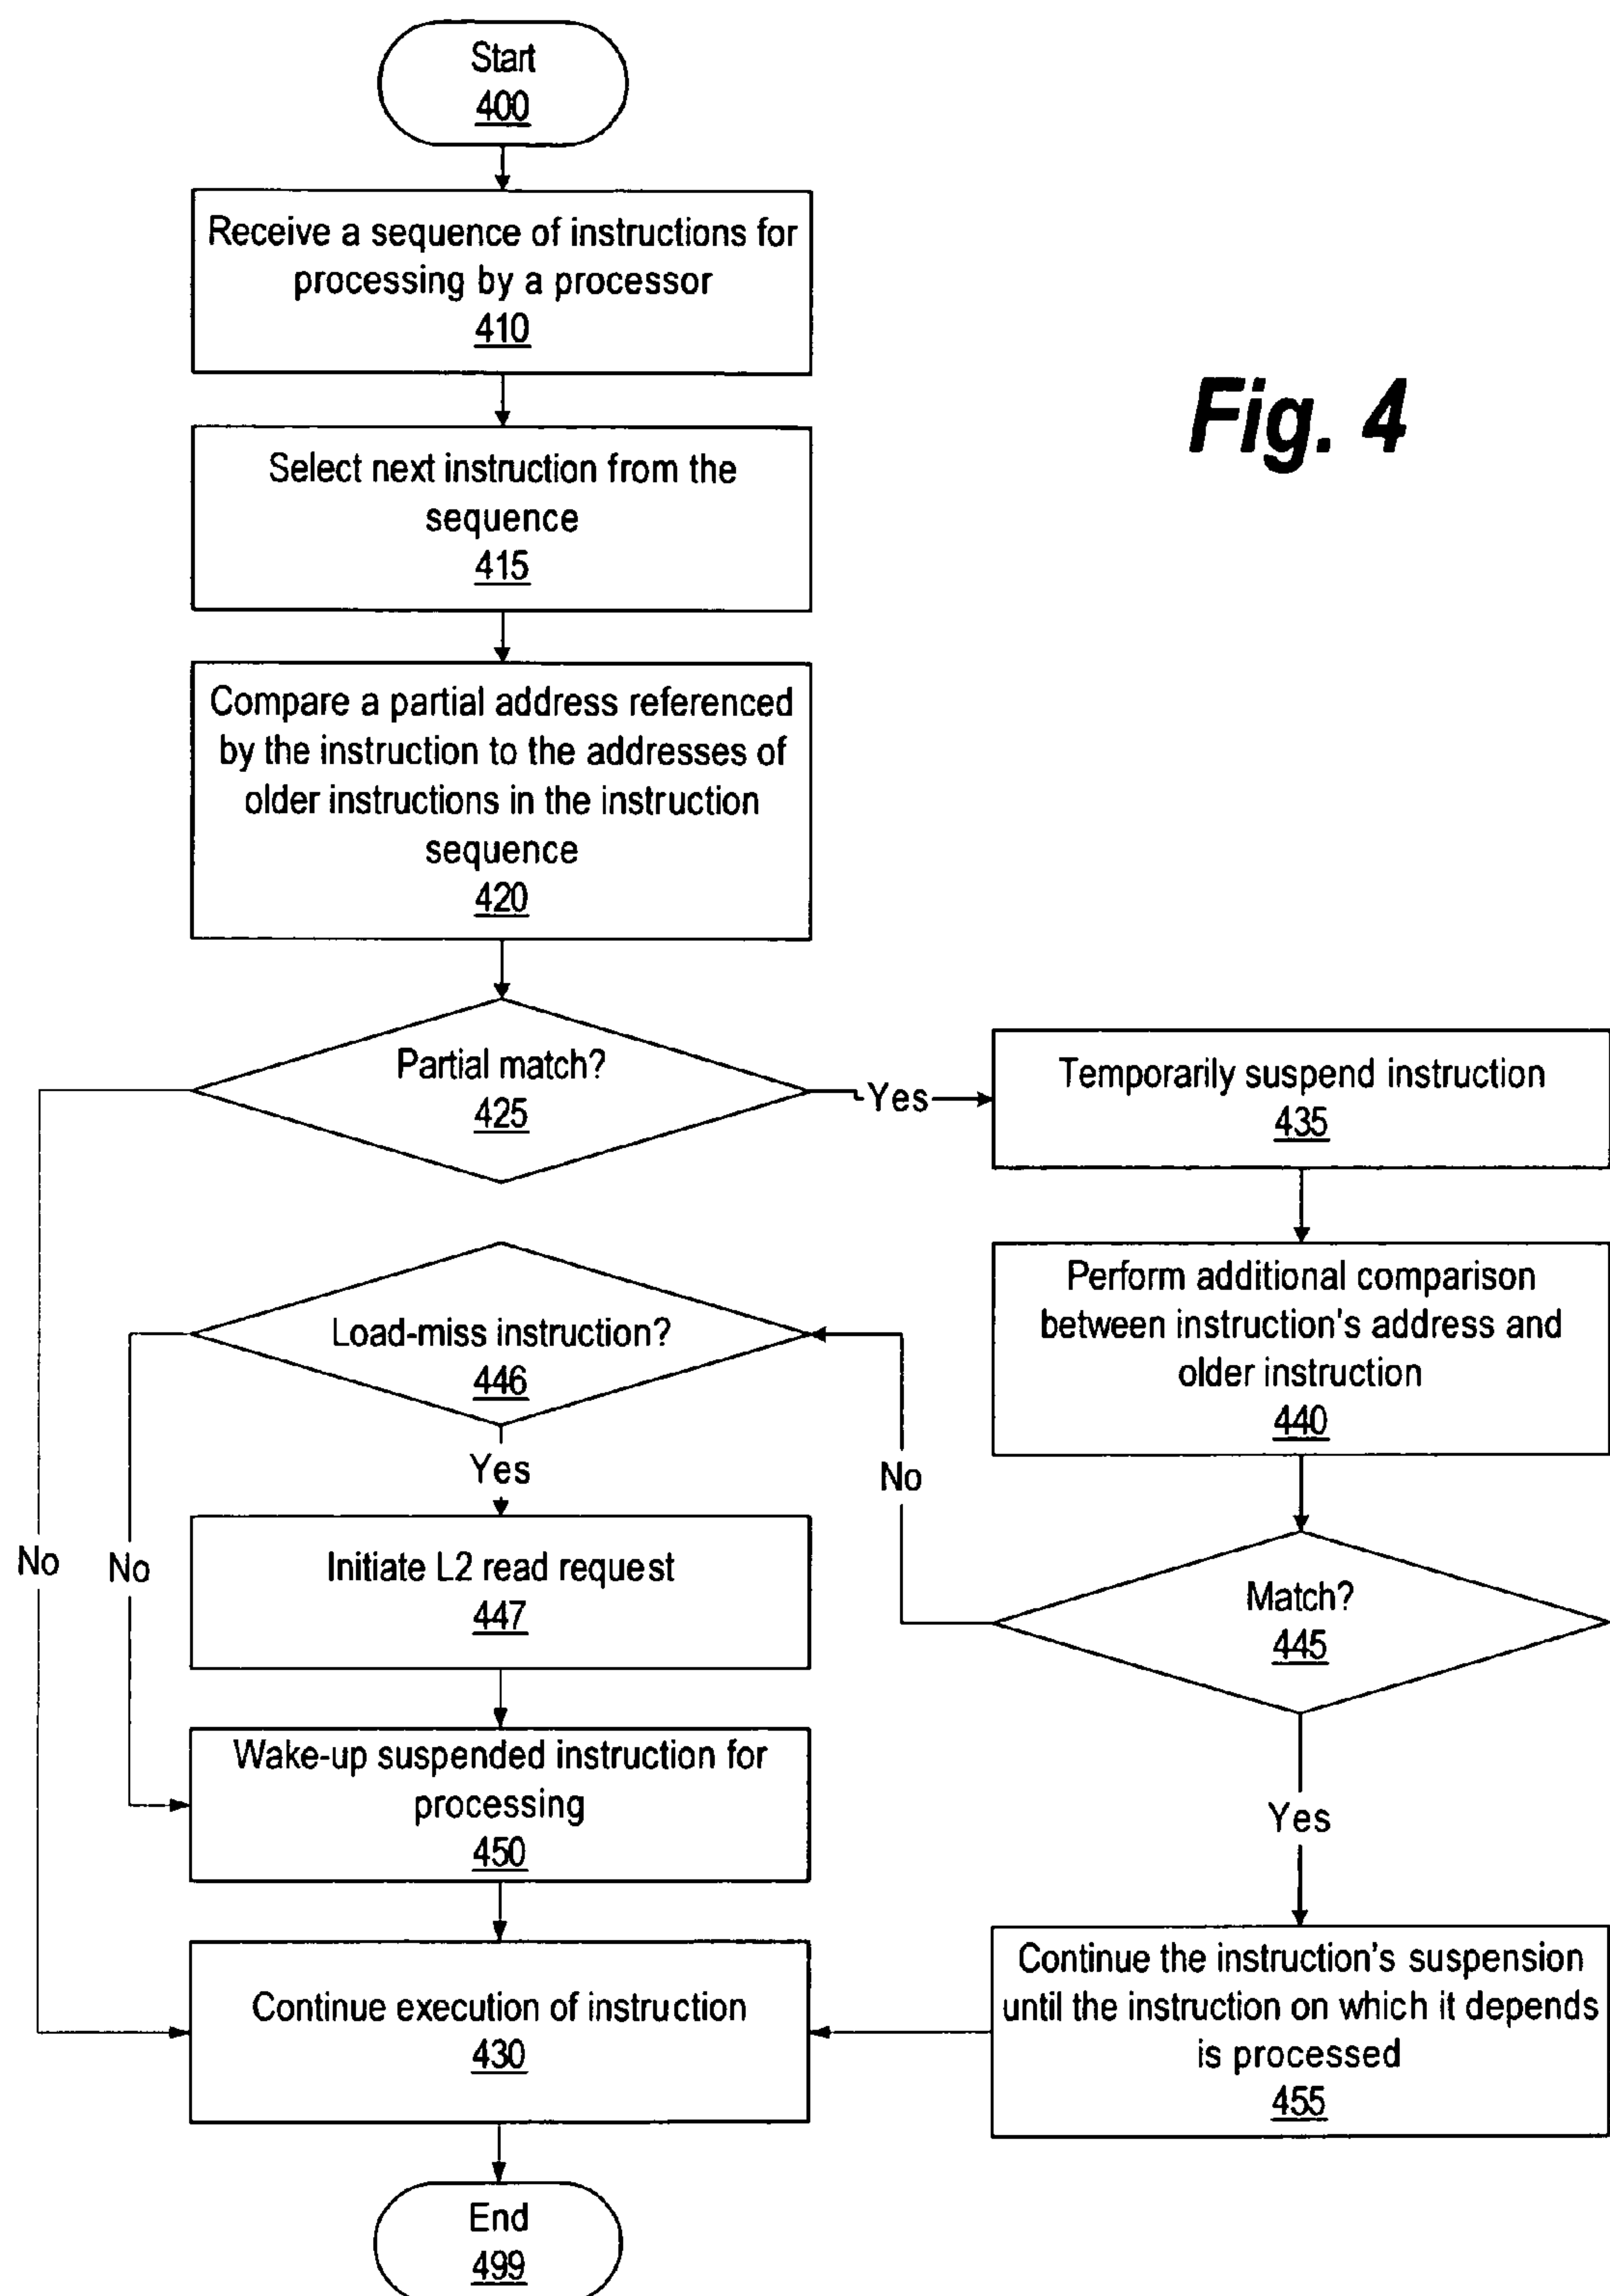 Start
400
Receive a sequence of instructions for
processing by a processor
410
Fig. 4
Select next instruction from the
sequence
415
Compare a partial address referenced
by the instruction to the addresses of
older instructions in the instruction
sequence
420
Partial match?
425
Yes
Temporarily suspend instruction
435
Perform additional comparison
between instruction's address and
older instruction
440
Load-miss instruction?
446
Yes
No
No
No
Initiate L2 read request
447
Match?
445
Yes
Wake-up suspended instruction for
processing
450
Continue the instruction's suspension
until the instruction on which it depends
is processed
455
Continue execution of instruction
430
End
499